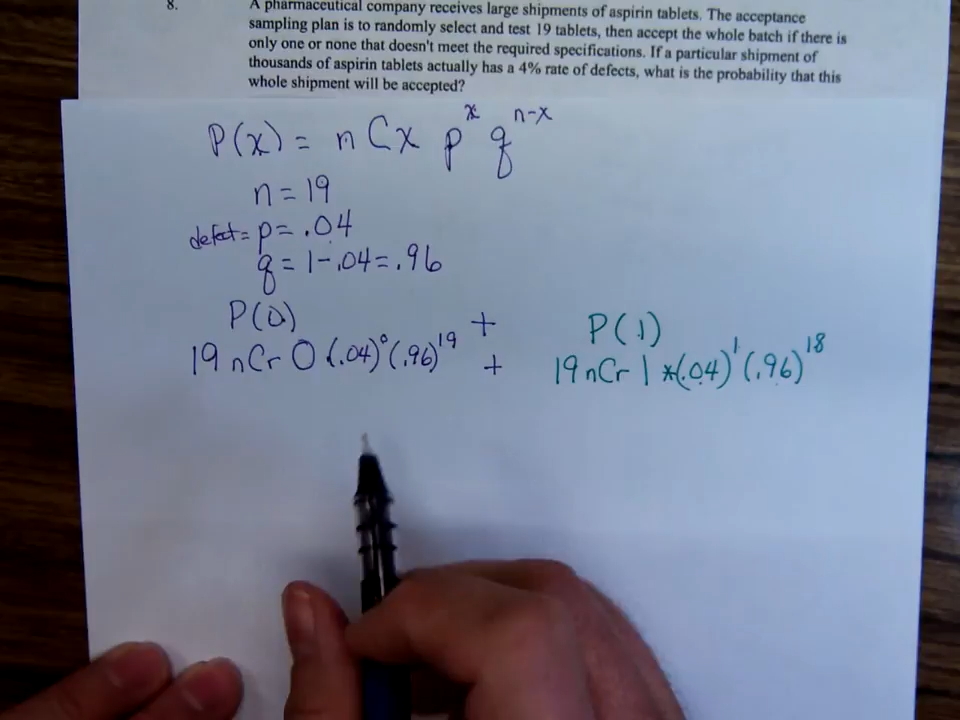 8. A pharmaceutical company receives large shipments of aspirin tablets. The acceptance
sampling plan is to randomly select and test 19 tablets, then accept the whole batch if there is
only one or none that doesn't meet the required specifications. If a particular shipment of
thousands of aspirin tablets actually has a 4% rate of defects, what is the probability that this
whole shipment will be accepted?
P(x) = nCx p^x q^n-x
n = 19
defect = p = .04
q = 1 - .04 = .96
P(0) + P(1)
19 nCr 0 (.04)^0 (.96)^19 + 19 nCr 1 * (.04)^1 (.96)^18